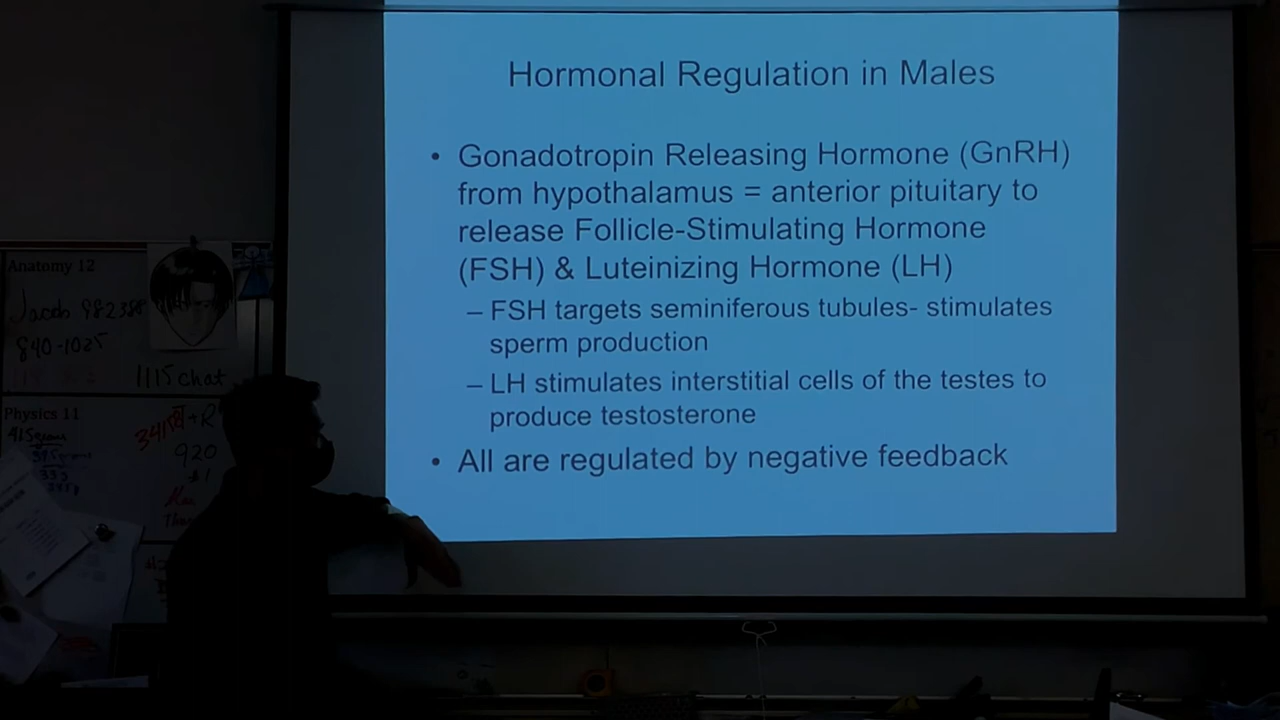 Hormonal Regulation in Males
• Gonadotropin Releasing Hormone (GnRH)
from hypothalamus = anterior pituitary to
release Follicle-Stimulating Hormone
(FSH) & Luteinizing Hormone (LH)
– FSH targets seminiferous tubules- stimulates
sperm production
– LH stimulates interstitial cells of the testes to
produce testosterone
• All are regulated by negative feedback
Anatomy 12
Jacob
840-1025
1115 chat
Physics 11
920